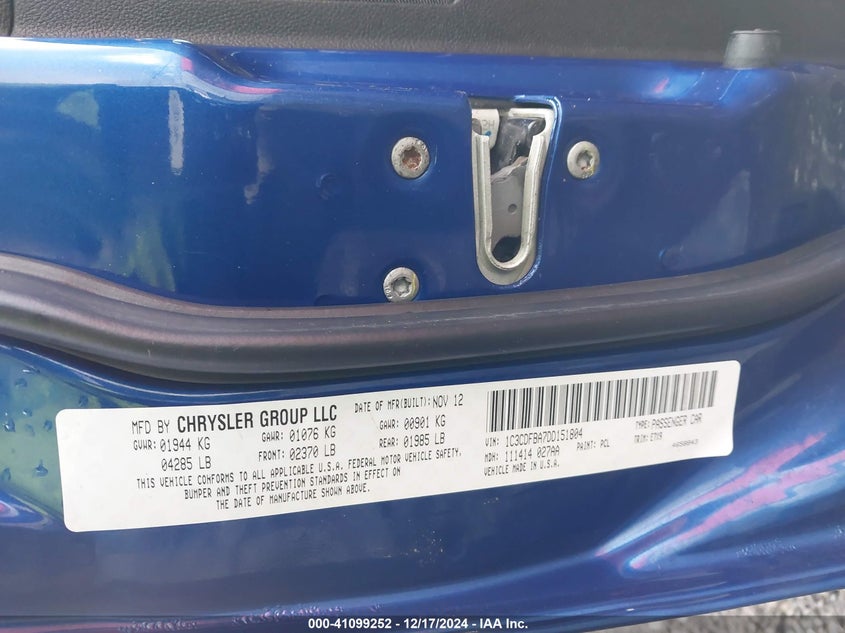 MFD BY CHRYSLER GROUP LLC DATE OF MFR(BUILT): NOV 12
GVWR: 01944 KG GAWR: 01076 KG GAWR: 00901 KG
04285 LB FRONT: 02370 LB REAR: 01985 LB
THIS VEHICLE CONFORMS TO ALL APPLICABLE U.S.A. FEDERAL MOTOR VEHICLE SAFETY,
BUMPER AND THEFT PREVENTION STANDARDS IN EFFECT ON
THE DATE OF MANUFACTURE SHOWN ABOVE.
VIN: 1C3CDFBA7DD151804 TYPE: PASSENGER CAR
MDH: 111414 027AA PAINT: PCL TRIM: ETX9
VEHICLE MADE IN U.S.A. 4658843
000-41099252 - 12/17/2024 - IAA Inc.